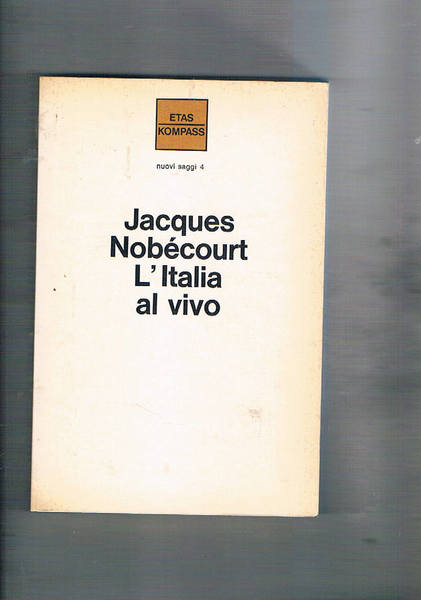 ETAS
KOMPASS
nuovi saggi 4
Jacques
Nobécourt
L'Italia
al vivo